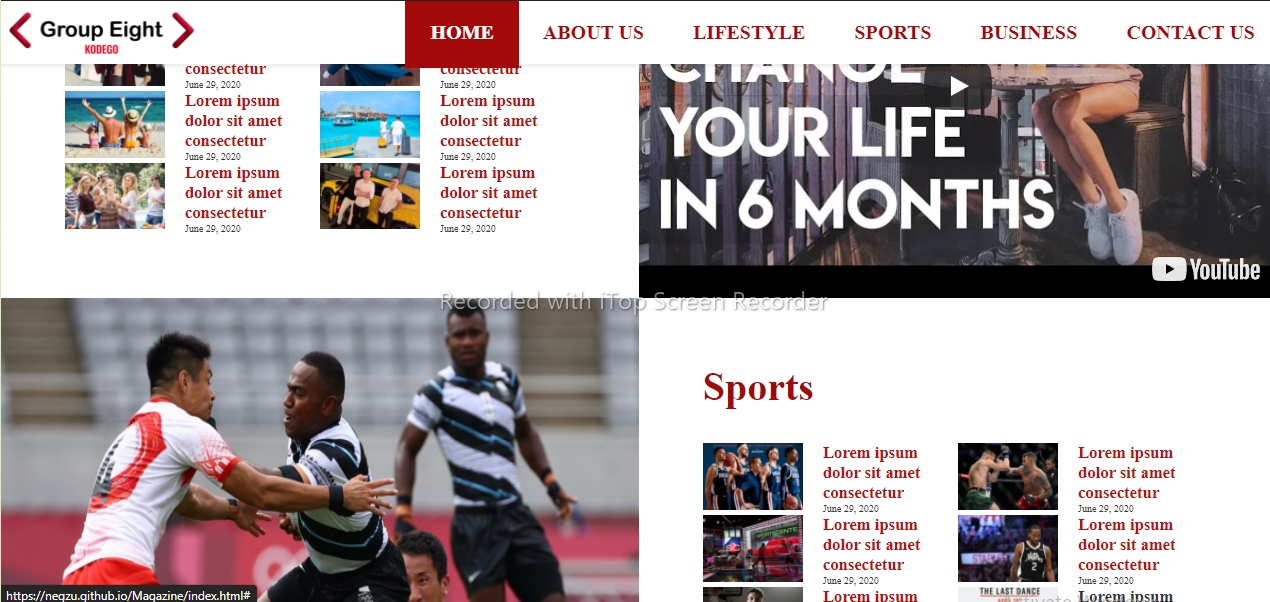 Group Eight
KODEGO
HOME
ABOUT US
LIFESTYLE
SPORTS
BUSINESS
CONTACT US
consectetur
June 29, 2020
consectetur
June 29, 2020
Lorem ipsum
dolor sit amet
consectetur
June 29, 2020
Lorem ipsum
dolor sit amet
consectetur
June 29, 2020
Lorem ipsum
dolor sit amet
consectetur
June 29, 2020
Lorem ipsum
dolor sit amet
consectetur
June 29, 2020
CHANGE
YOUR LIFE
IN 6 MONTHS
YouTube
Recorded with iTop Screen Recorder
Sports
Lorem ipsum
dolor sit amet
consectetur
June 29, 2020
Lorem ipsum
dolor sit amet
consectetur
June 29, 2020
Lorem ipsum
dolor sit amet
consectetur
June 29, 2020
Lorem ipsum
dolor sit amet
consectetur
June 29, 2020
THE LAST DANCE
Lorem ipsum
Lorem ipsum
https://neqzu.github.io/Magazine/index.html#